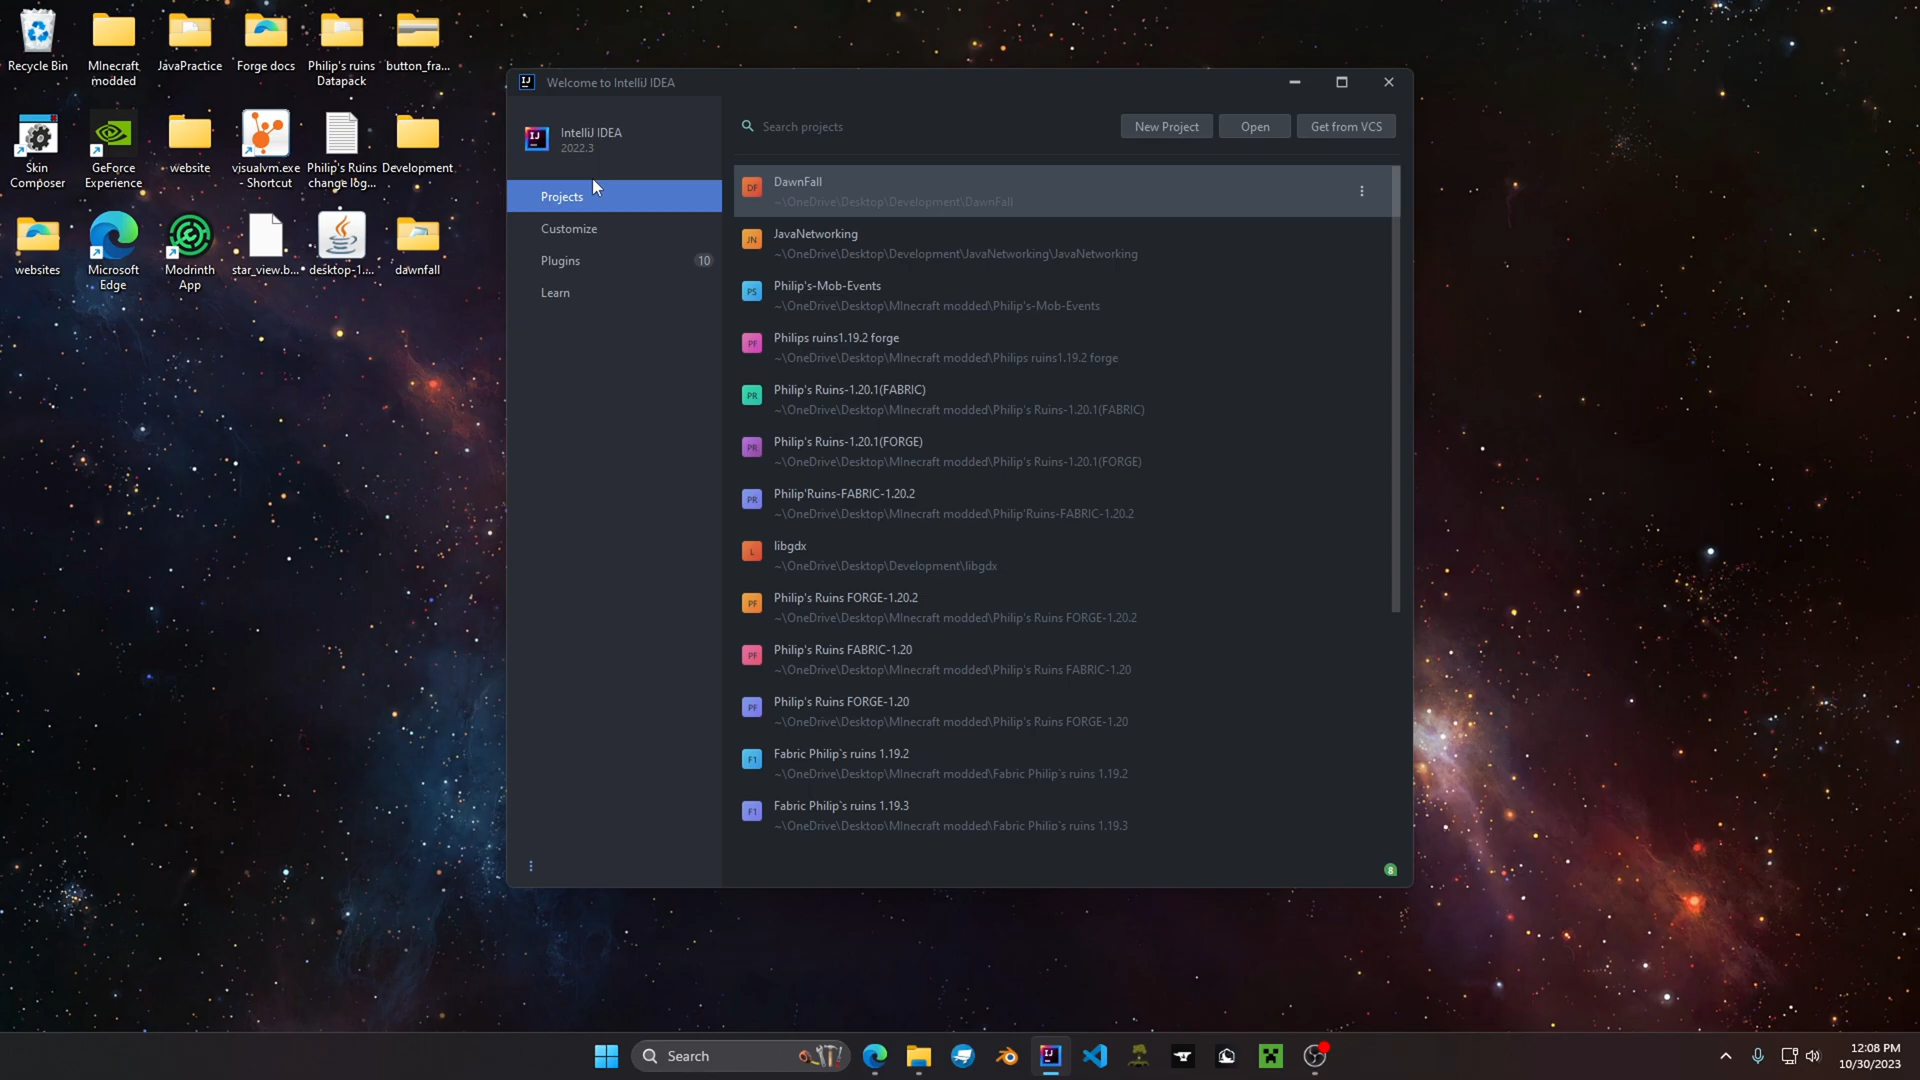 Recycle Bin
MInecraft
modded
JavaPractice
Forge docs
Philip's ruins
Datapack
button_fra...
Skin
Composer
GeForce
Experience
website
visualvm.exe
- Shortcut
Philip's Ruins
change log...
Development
websites
Microsoft
Edge
Modrinth
App
star_view.b...
desktop-1....
dawnfall
Welcome to IntelliJ IDEA
IntelliJ IDEA
2022.3
Projects
Customize
Plugins 10
Learn
Search projects
New Project
Open
Get from VCS
DF DawnFall
~\OneDrive\Desktop\Development\DawnFall
JN JavaNetworking
~\OneDrive\Desktop\Development\JavaNetworking\JavaNetworking
PS Philip's-Mob-Events
~\OneDrive\Desktop\MInecraft modded\Philip's-Mob-Events
PF Philips ruins1.19.2 forge
~\OneDrive\Desktop\MInecraft modded\Philips ruins1.19.2 forge
PR Philip's Ruins-1.20.1(FABRIC)
~\OneDrive\Desktop\MInecraft modded\Philip's Ruins-1.20.1(FABRIC)
PR Philip's Ruins-1.20.1(FORGE)
~\OneDrive\Desktop\MInecraft modded\Philip's Ruins-1.20.1(FORGE)
PR Philip'Ruins-FABRIC-1.20.2
~\OneDrive\Desktop\MInecraft modded\Philip'Ruins-FABRIC-1.20.2
L libgdx
~\OneDrive\Desktop\Development\libgdx
PF Philip's Ruins FORGE-1.20.2
~\OneDrive\Desktop\MInecraft modded\Philip's Ruins FORGE-1.20.2
PF Philip's Ruins FABRIC-1.20
~\OneDrive\Desktop\MInecraft modded\Philip's Ruins FABRIC-1.20
PF Philip's Ruins FORGE-1.20
~\OneDrive\Desktop\MInecraft modded\Philip's Ruins FORGE-1.20
F1 Fabric Philip`s ruins 1.19.2
~\OneDrive\Desktop\MInecraft modded\Fabric Philip`s ruins 1.19.2
F1 Fabric Philip`s ruins 1.19.3
~\OneDrive\Desktop\MInecraft modded\Fabric Philip`s ruins 1.19.3
8
Search
12:08 PM
10/30/2023